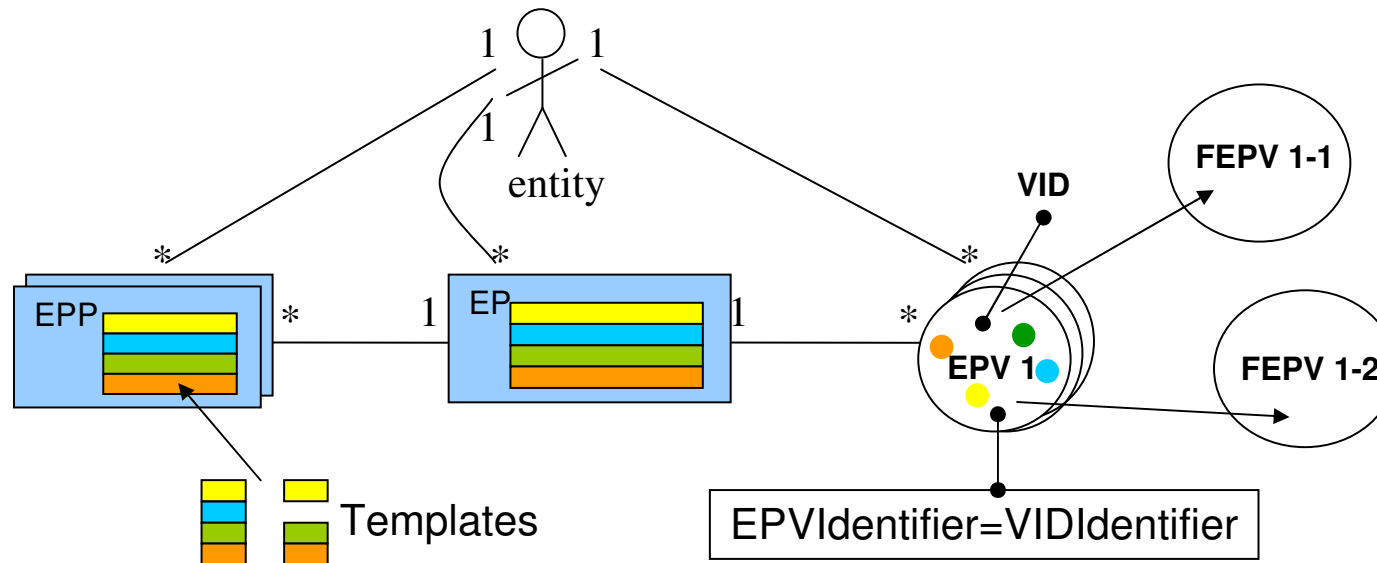 1
1
1
entity
VID
FEPV 1-1
*
*
*
EPP
*
1
EP
1
*
EPV 1
FEPV 1-2
Templates
EPVIdentifier=VIDIdentifier